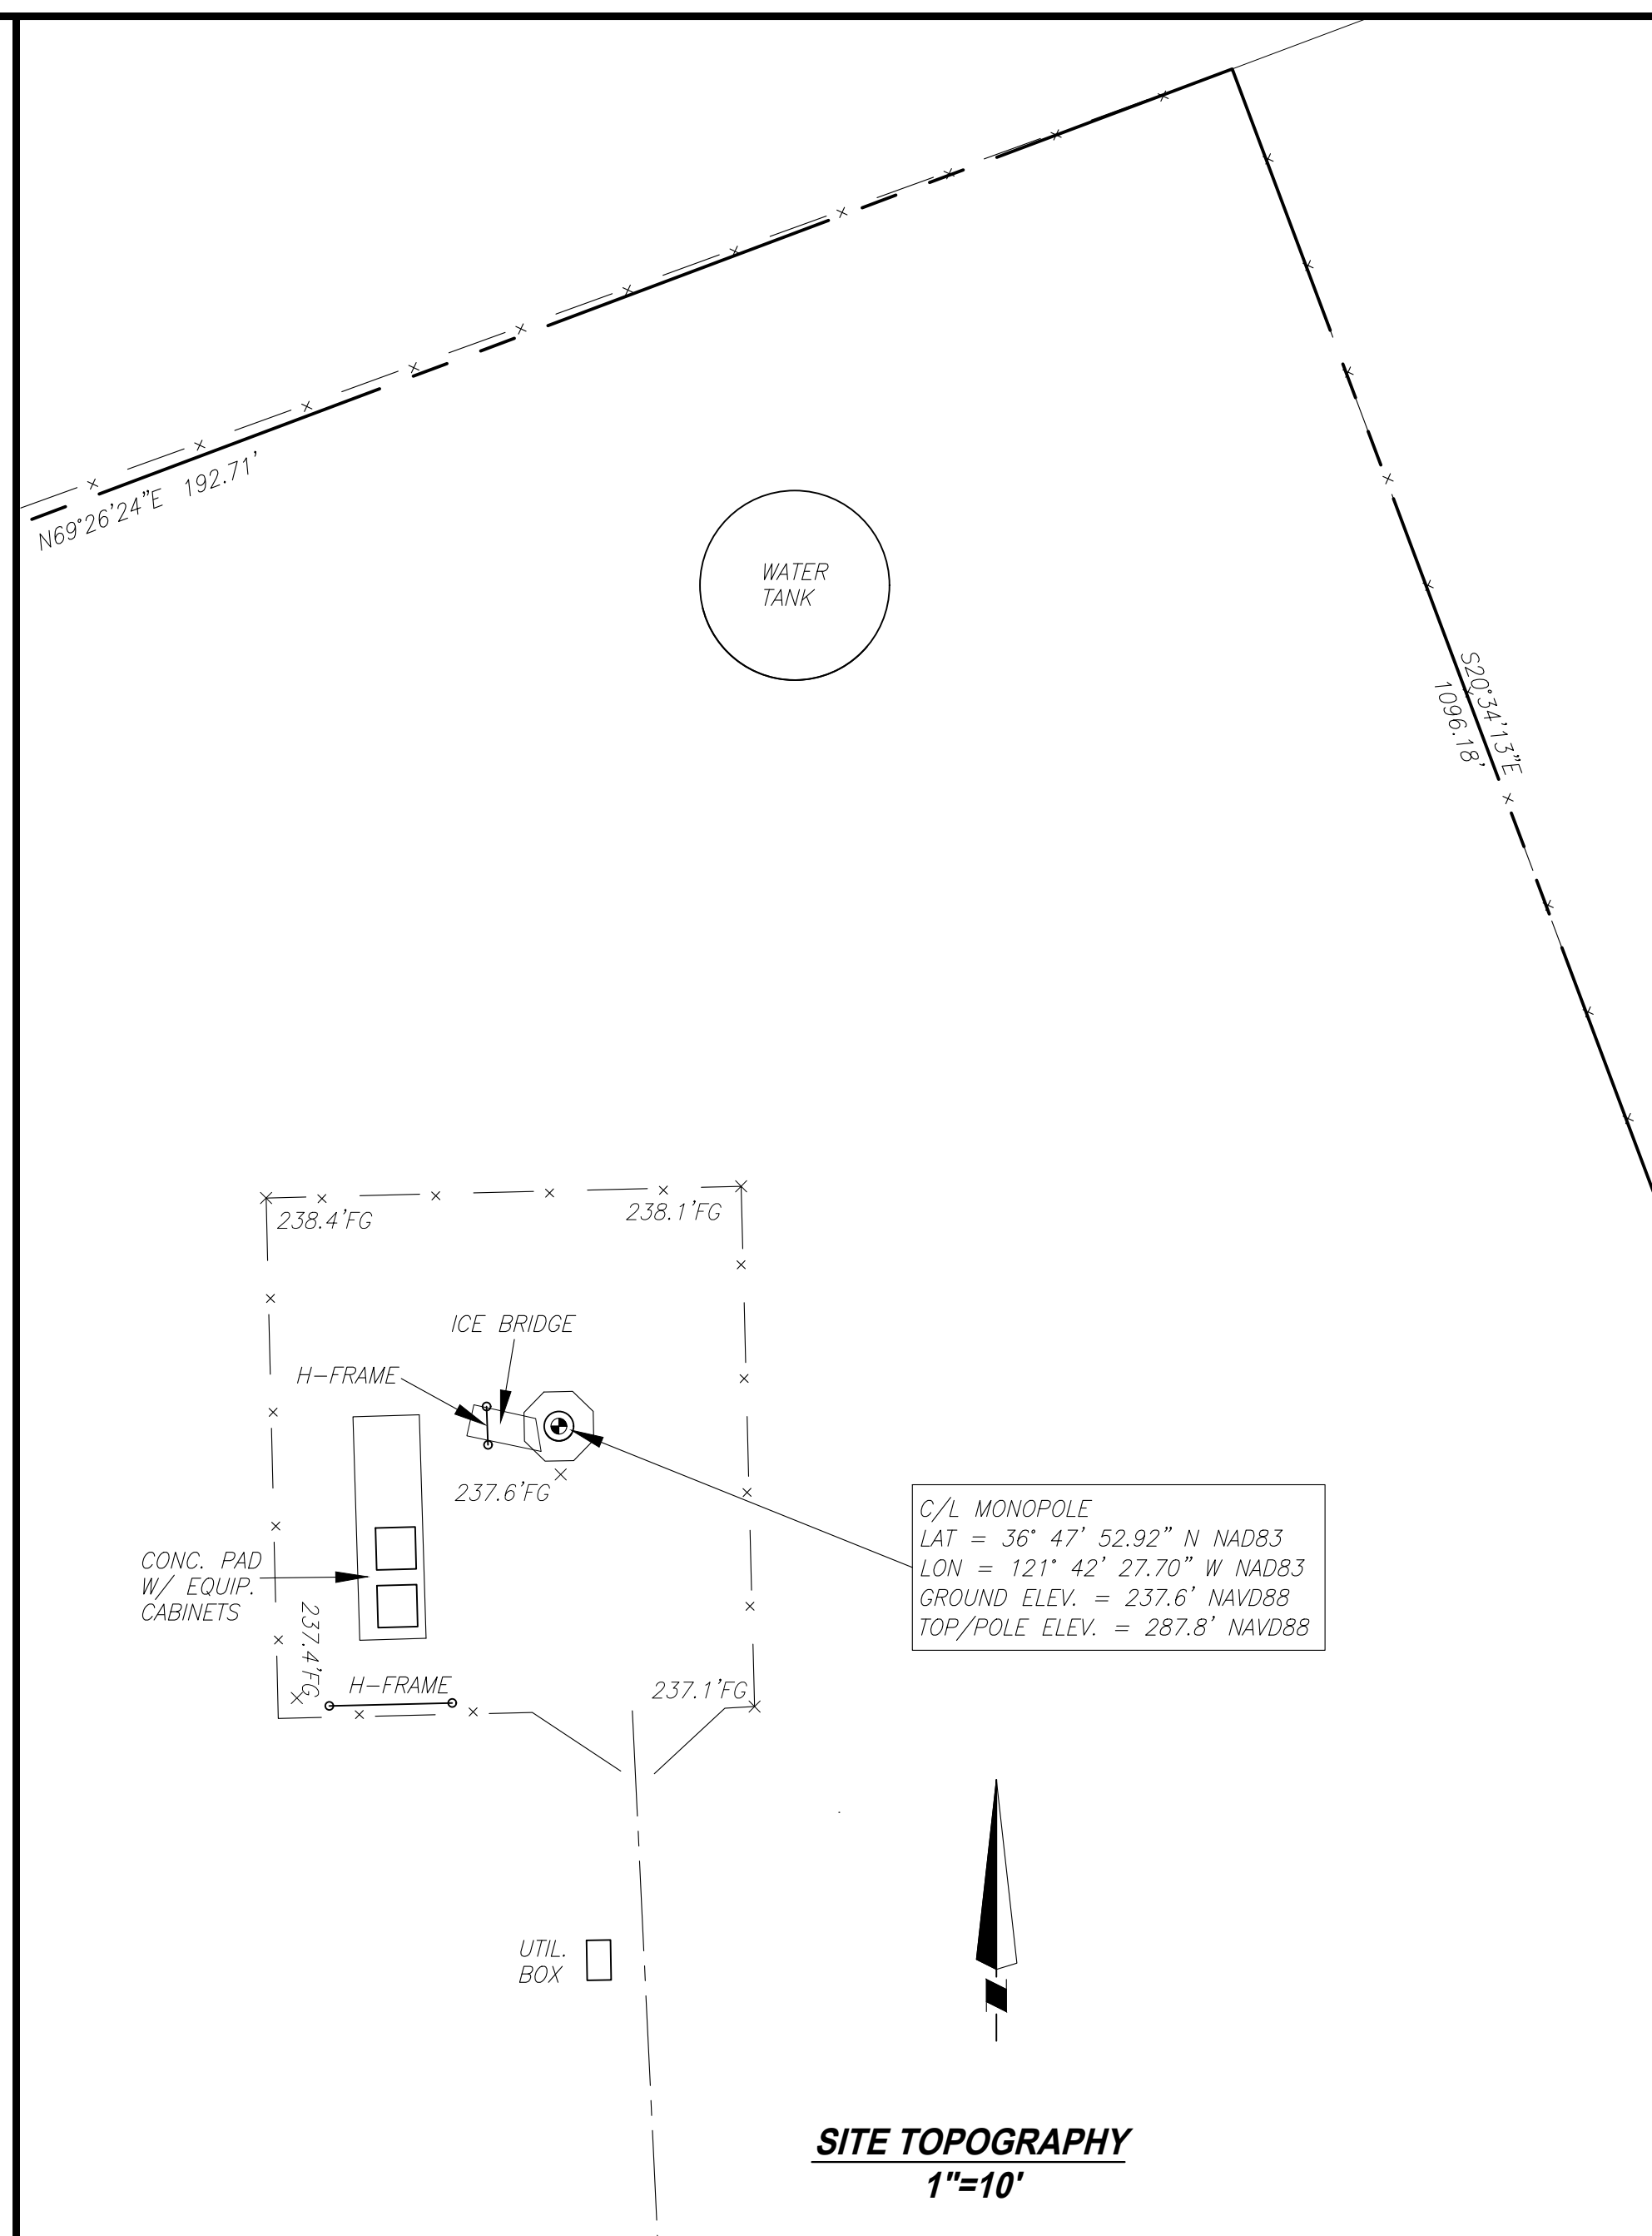 N69°26'24"E 192.71'
WATER
TANK
S20°34'13"E
1096.18'
238.4'FG
238.1'FG
ICE BRIDGE
H-FRAME
237.6'FG
C/L MONOPOLE
LAT = 36° 47' 52.92" N NAD83
LON = 121° 42' 27.70" W NAD83
GROUND ELEV. = 237.6' NAVD88
TOP/POLE ELEV. = 287.8' NAVD88
CONC. PAD
W/ EQUIP.
CABINETS
237.4'FG
H-FRAME
237.1'FG
UTIL.
BOX
SITE TOPOGRAPHY
1"=10'